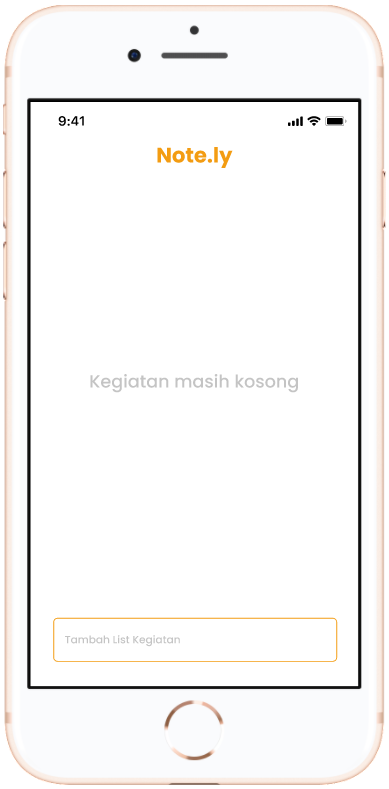 9:41
Note.ly
Kegiatan masih kosong
Tambah List Kegiatan